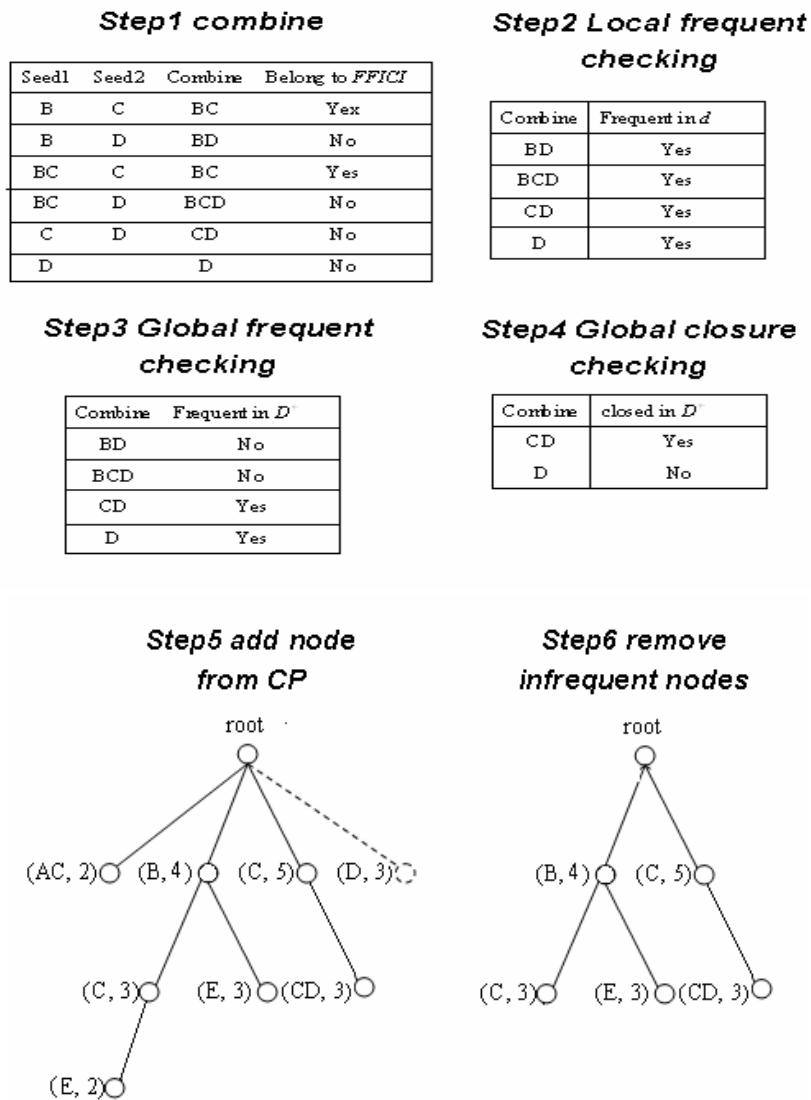 Step1 combine
Seed1 Seed2 Combine Belong to FFICI
B C BC Yex
B D BD No
BC C BC Yes
BC D BCD No
C D CD No
D D No
Step2 Local frequent
checking
Combine Frequent in d
BD Yes
BCD Yes
CD Yes
D Yes
Step3 Global frequent
checking
Combine Frequent in D+
BD No
BCD No
CD Yes
D Yes
Step4 Global closure
checking
Combine closed in D+
CD Yes
D No
Step5 add node
from CP
root
(AC, 2) (B, 4) (C, 5) (D, 3)
(C, 3) (E, 3) (CD, 3)
(E, 2)
Step6 remove
infrequent nodes
root
(B, 4) (C, 5)
(C, 3) (E, 3) (CD, 3)